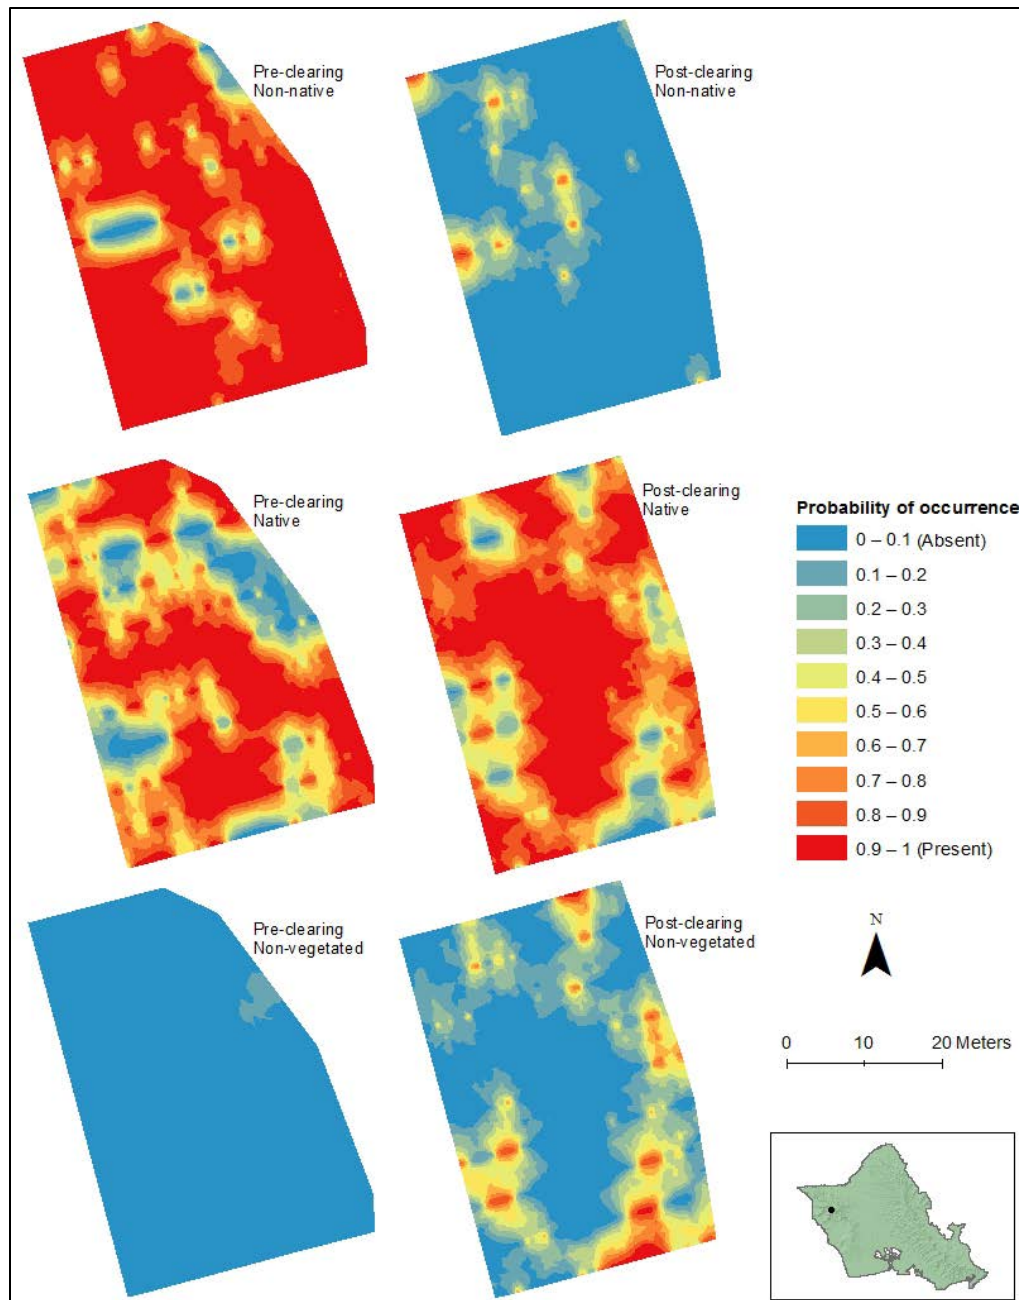 Pre-clearing
Non-native
Post-clearing
Non-native
Pre-clearing
Native
Post-clearing
Native
Probability of occurrence
0 – 0.1 (Absent)
0.1 – 0.2
0.2 – 0.3
0.3 – 0.4
0.4 – 0.5
0.5 – 0.6
0.6 – 0.7
0.7 – 0.8
0.8 – 0.9
0.9 – 1 (Present)
Pre-clearing
Non-vegetated
Post-clearing
Non-vegetated
N
0 10 20 Meters